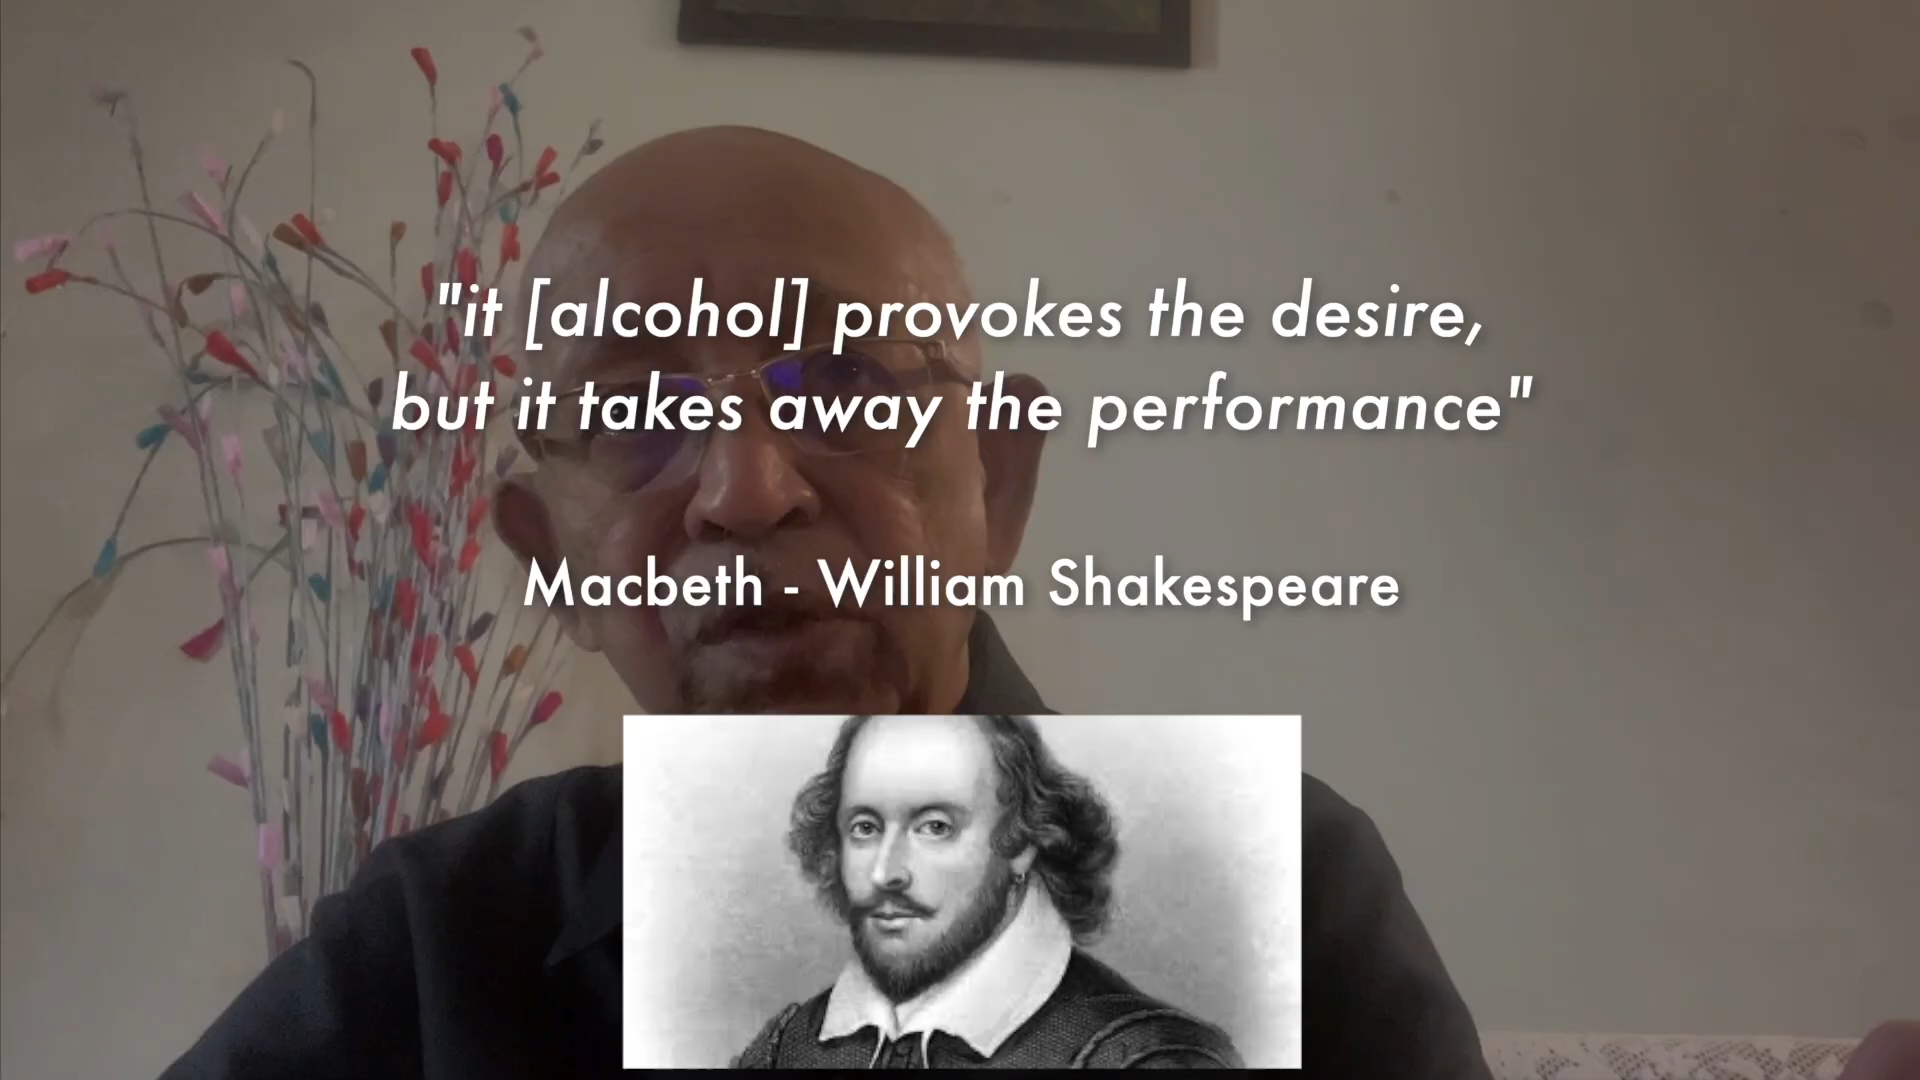 "it [alcohol] provokes the desire,
but it takes away the performance"
Macbeth - William Shakespeare